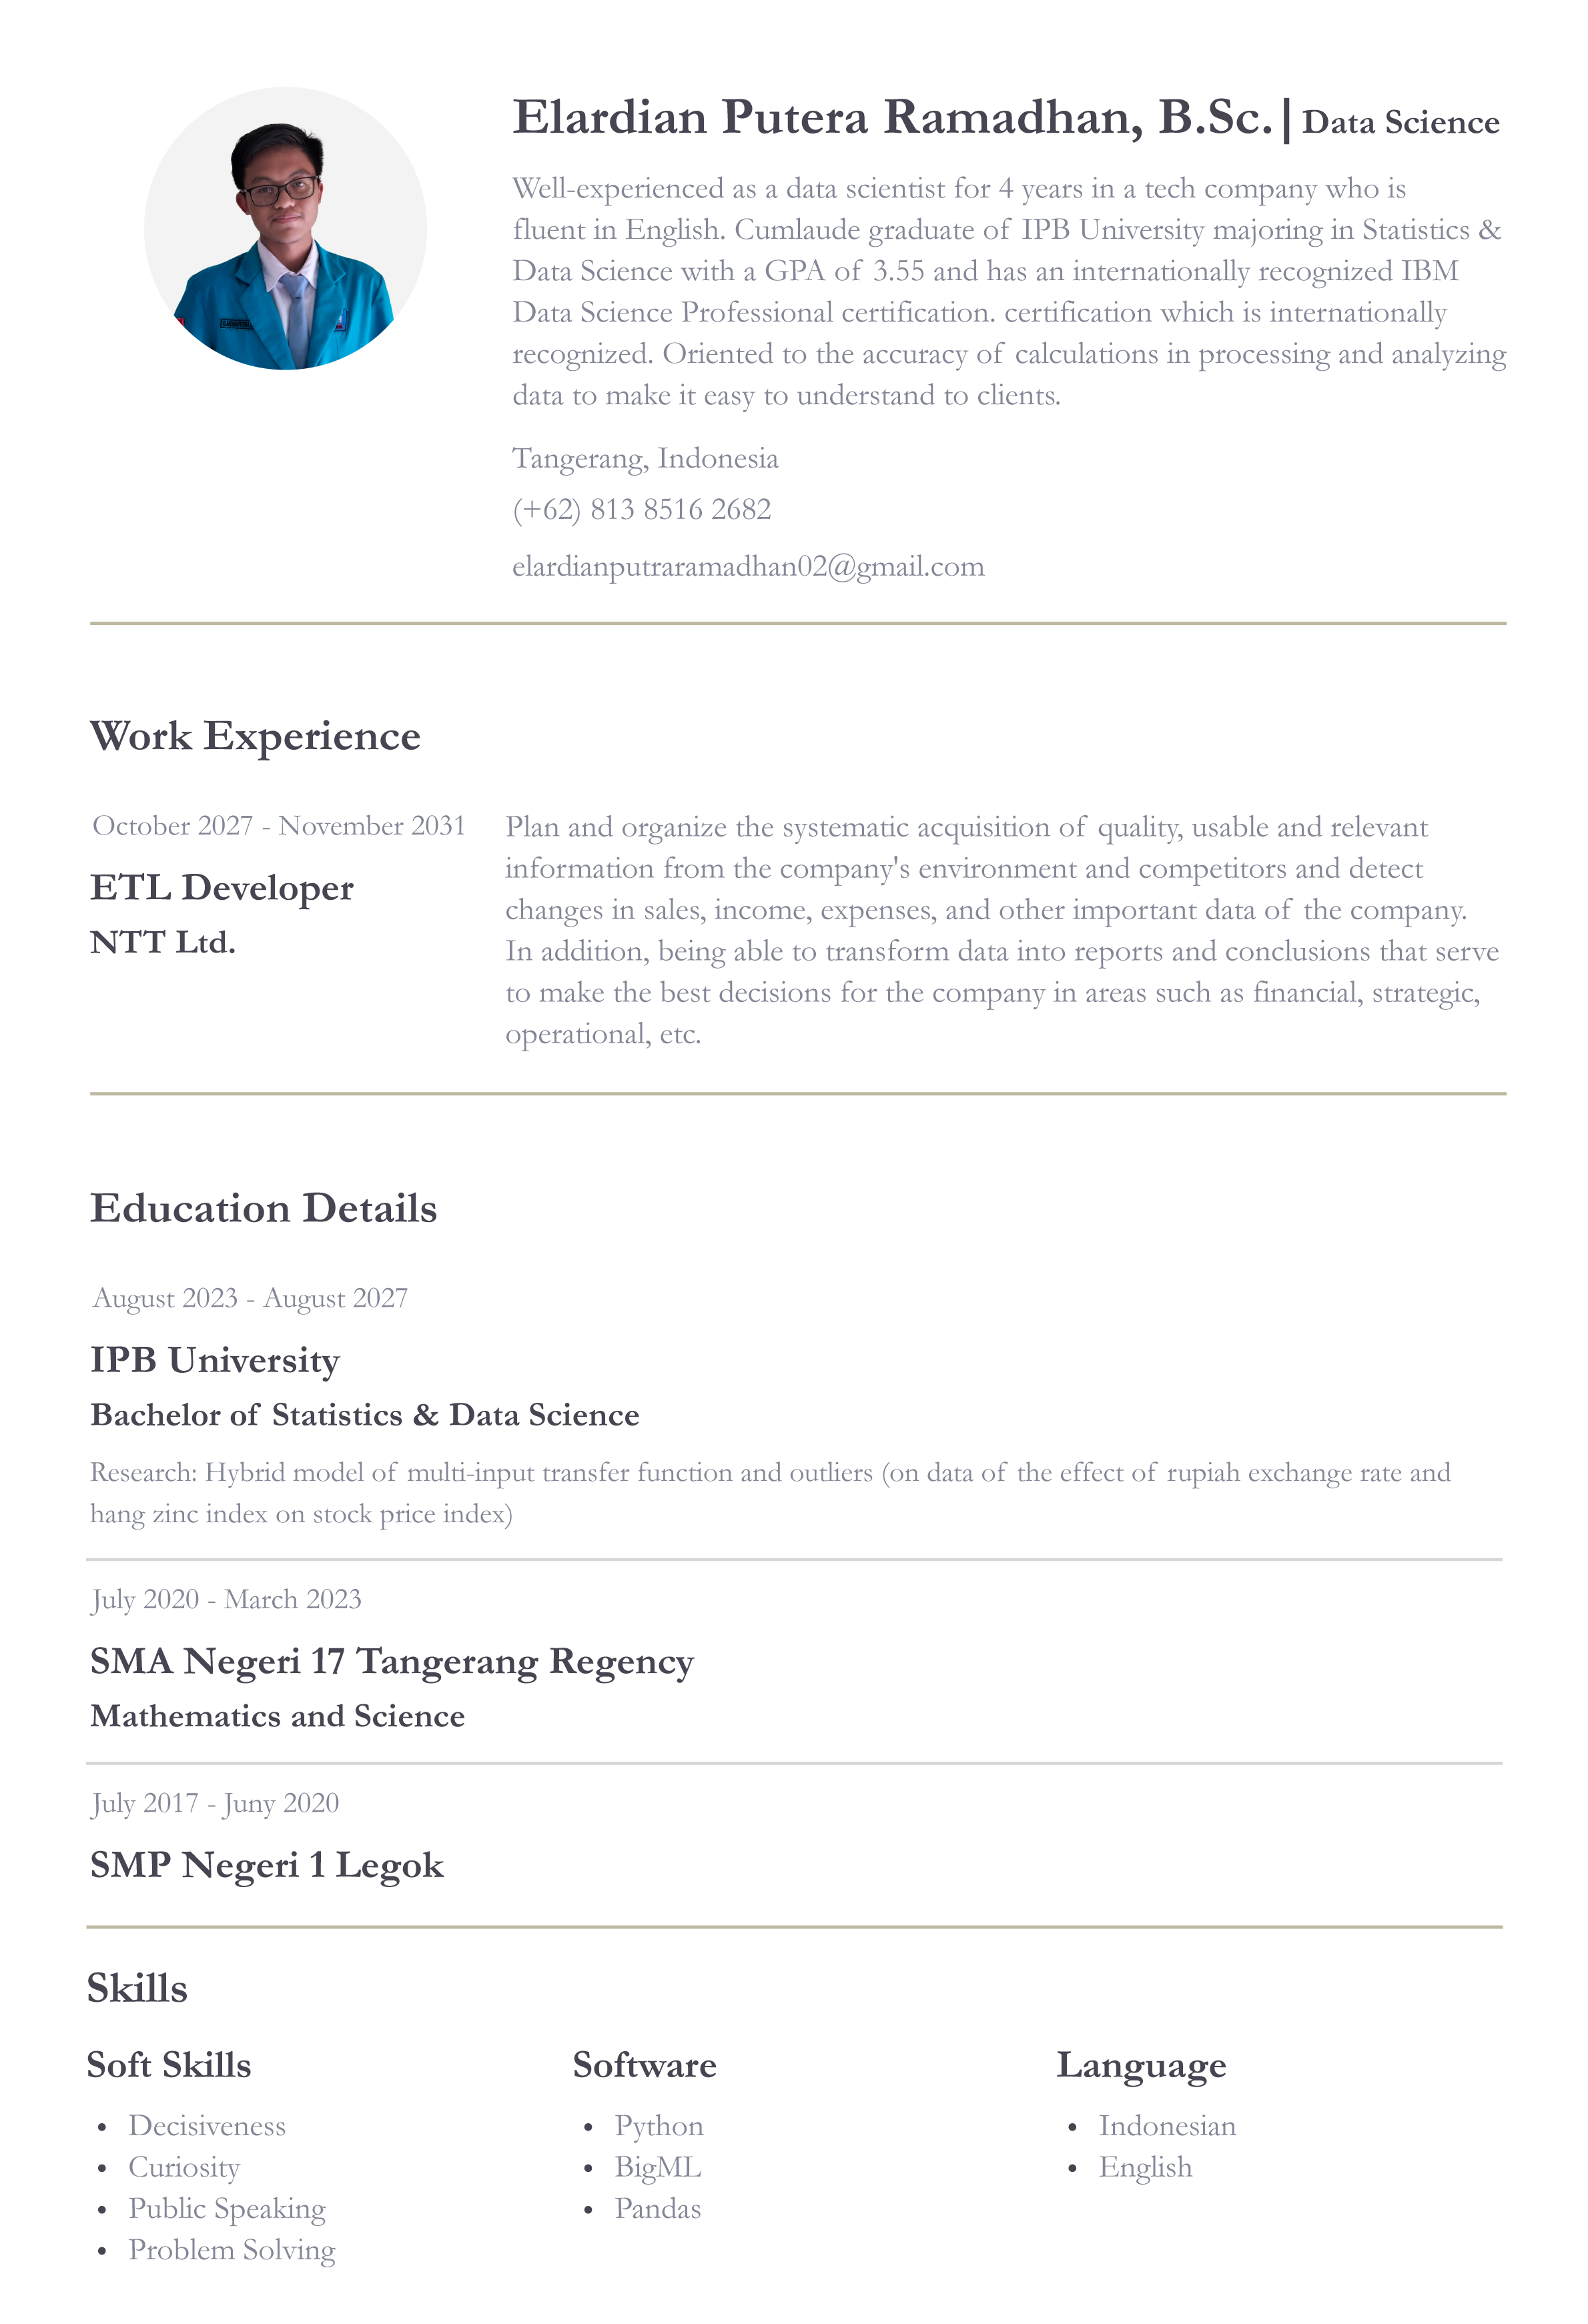 Elardian Putera Ramadhan, B.Sc.| Data Science
Well-experienced as a data scientist for 4 years in a tech company who is
fluent in English. Cumlaude graduate of IPB University majoring in Statistics &
Data Science with a GPA of 3.55 and has an internationally recognized IBM
Data Science Professional certification. certification which is internationally
recognized. Oriented to the accuracy of calculations in processing and analyzing
data to make it easy to understand to clients.
Tangerang, Indonesia
(+62) 813 8516 2682
elardianputraramadhan02@gmail.com
Work Experience
October 2027 - November 2031
ETL Developer
NTT Ltd.
Plan and organize the systematic acquisition of quality, usable and relevant
information from the company's environment and competitors and detect
changes in sales, income, expenses, and other important data of the company.
In addition, being able to transform data into reports and conclusions that serve
to make the best decisions for the company in areas such as financial, strategic,
operational, etc.
Education Details
August 2023 - August 2027
IPB University
Bachelor of Statistics & Data Science
Research: Hybrid model of multi-input transfer function and outliers (on data of the effect of rupiah exchange rate and
hang zinc index on stock price index)
July 2020 - March 2023
SMA Negeri 17 Tangerang Regency
Mathematics and Science
July 2017 - Juny 2020
SMP Negeri 1 Legok
Skills
Soft Skills
• Decisiveness
• Curiosity
• Public Speaking
• Problem Solving
Software
• Python
• BigML
• Pandas
Language
• Indonesian
• English